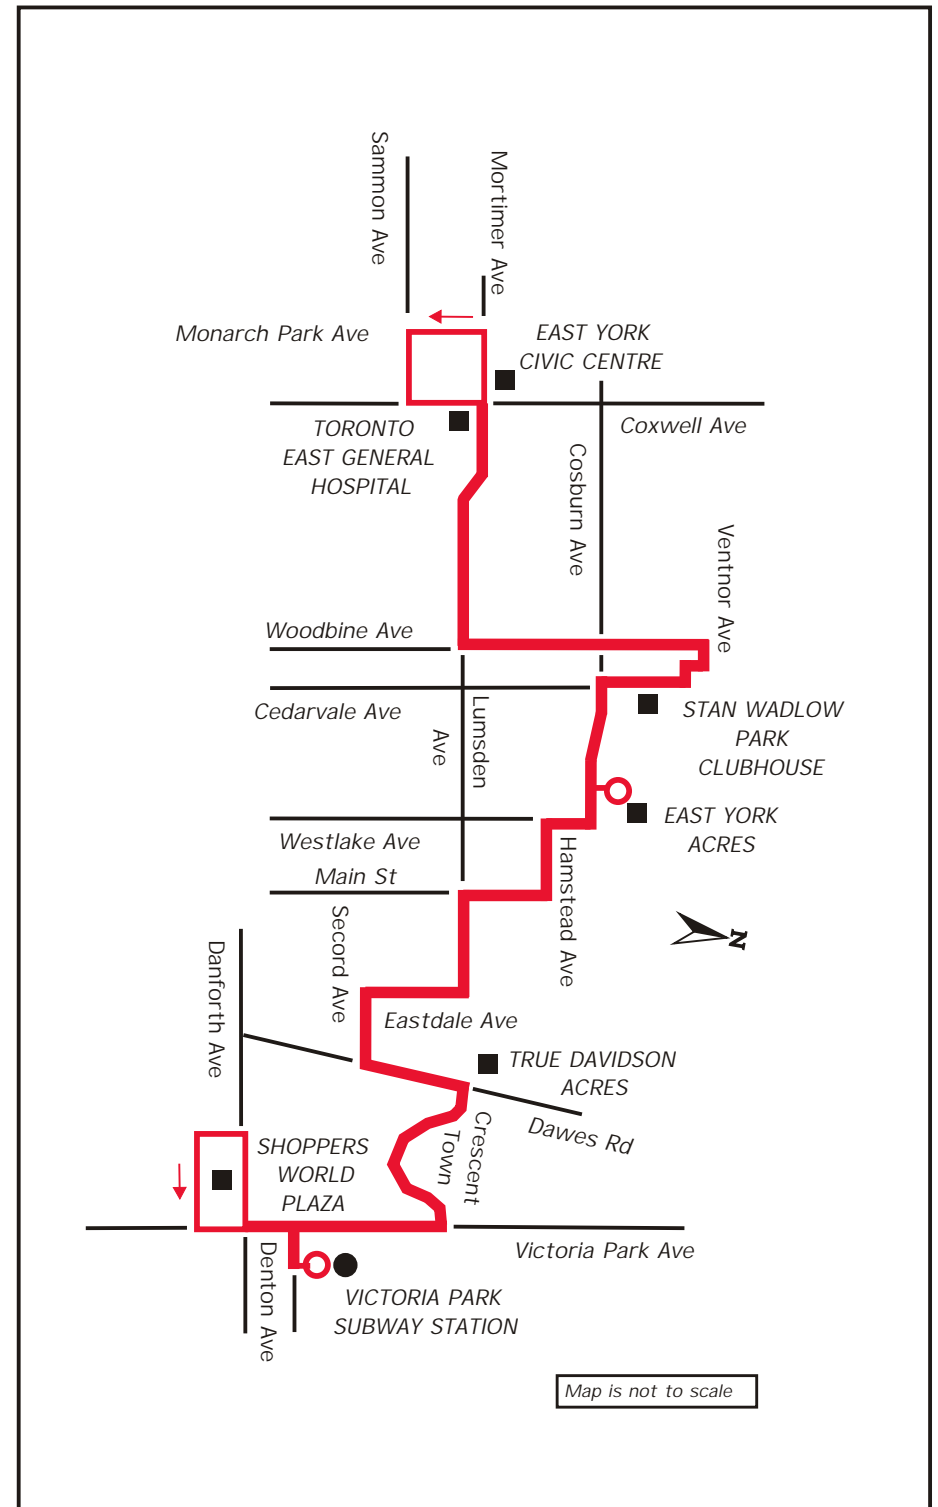 Sammon Ave
Mortimer Ave
Monarch Park Ave
EAST YORK
CIVIC CENTRE
TORONTO
EAST GENERAL
HOSPITAL
Coxwell Ave
Cosburn Ave
Ventnor Ave
Woodbine Ave
Cedarvale Ave
Lumsden
Ave
STAN WADLOW
PARK
CLUBHOUSE
EAST YORK
ACRES
Westlake Ave
Main St
Hamstead Ave
Second Ave
N
Danforth Ave
Eastdale Ave
TRUE DAVIDSON
ACRES
Dawes Rd
Crescent
Town
SHOPPERS
WORLD
PLAZA
Victoria Park Ave
Denton Ave
VICTORIA PARK
SUBWAY STATION
Map is not to scale